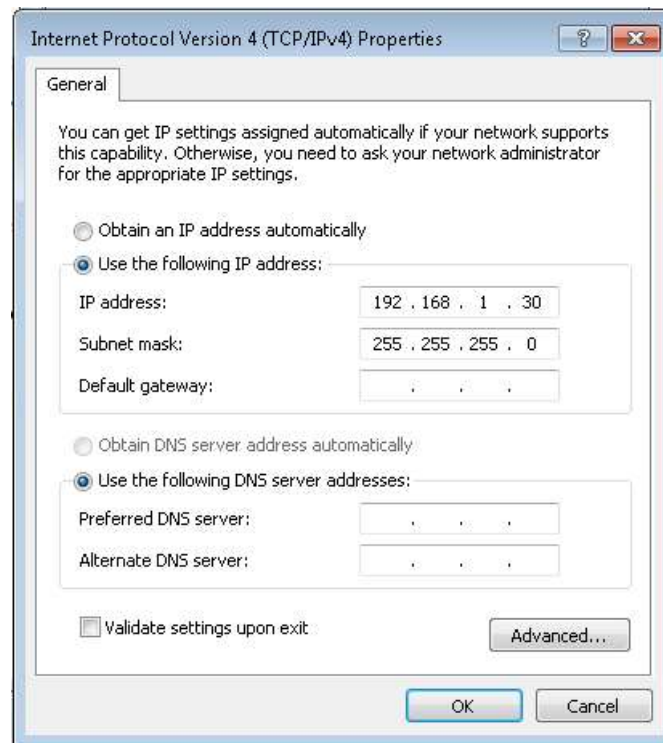 Internet Protocol Version 4 (TCP/IPv4) Properties
General
You can get IP settings assigned automatically if your network supports
this capability. Otherwise, you need to ask your network administrator
for the appropriate IP settings.
Obtain an IP address automatically
Use the following IP address:
IP address: 192 . 168 . 1 . 30
Subnet mask: 255 . 255 . 255 . 0
Default gateway: . . .
Obtain DNS server address automatically
Use the following DNS server addresses:
Preferred DNS server: . . .
Alternate DNS server: . . .
Validate settings upon exit
Advanced...
OK Cancel